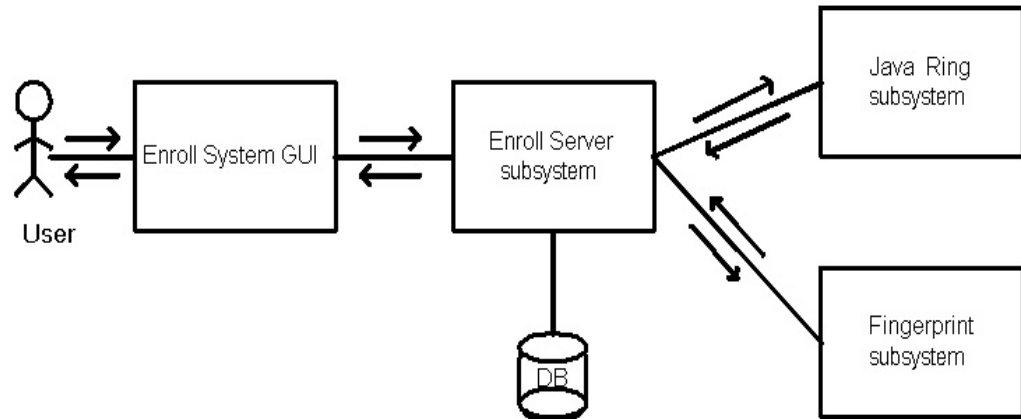 User
Enroll System GUI
Enroll Server
subsystem
DB
Java Ring
subsystem
Fingerprint
subsystem